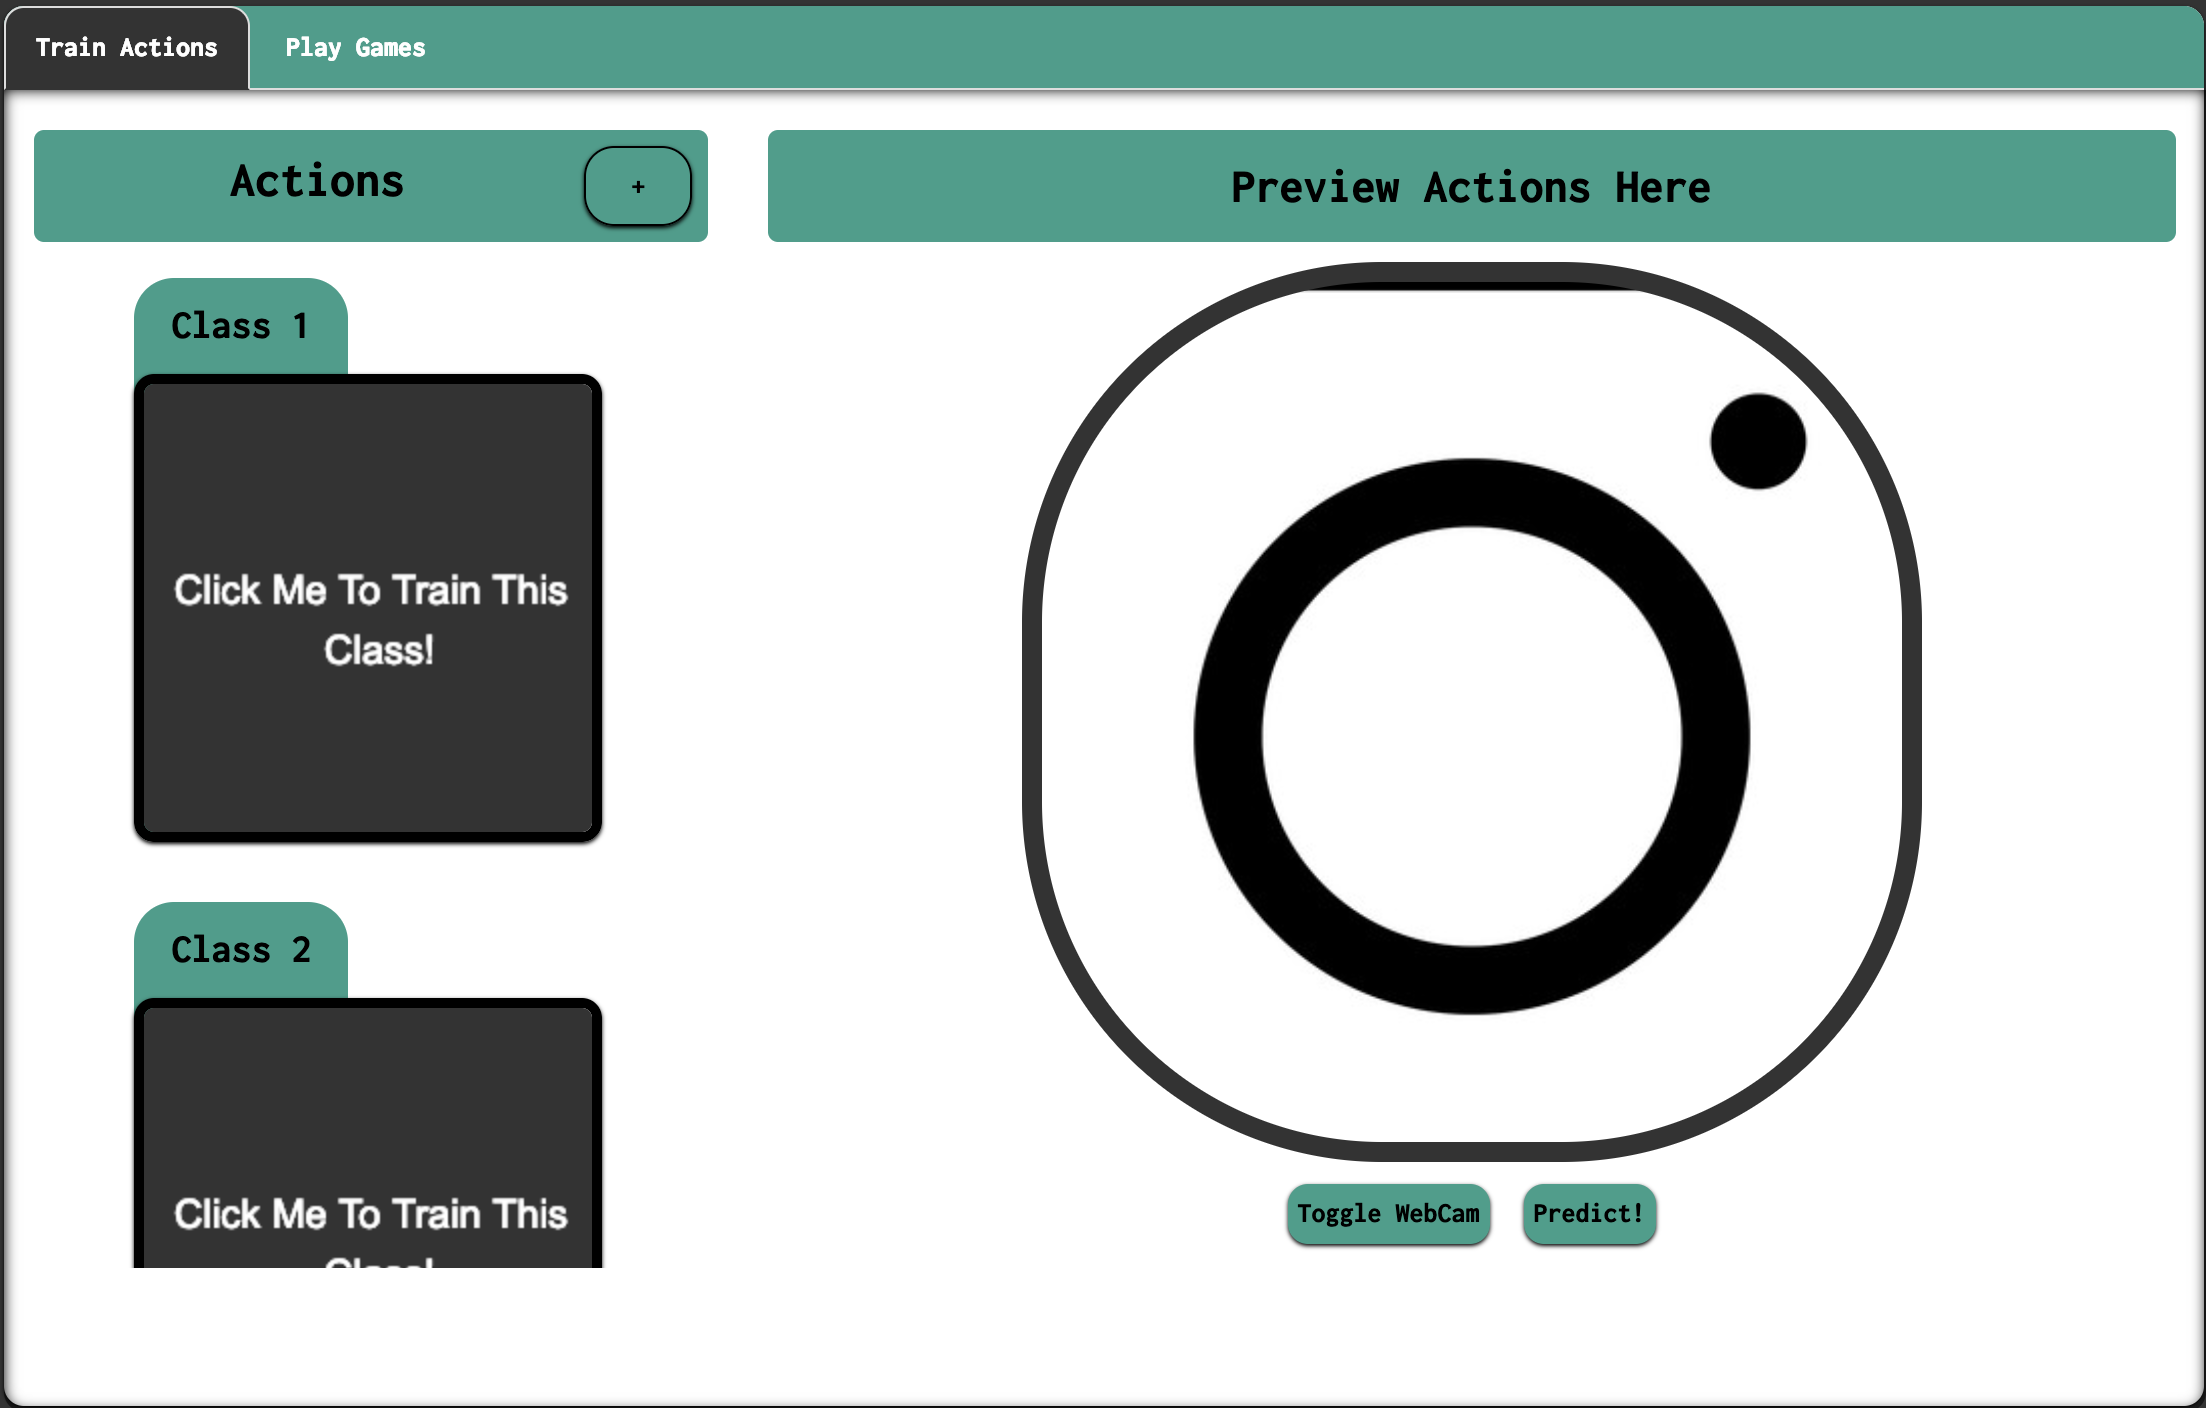 Train Actions
Play Games
Actions
+
Preview Actions Here
Class 1
Click Me To Train This
Class!
Class 2
Click Me To Train This
Class!
Toggle WebCam
Predict!